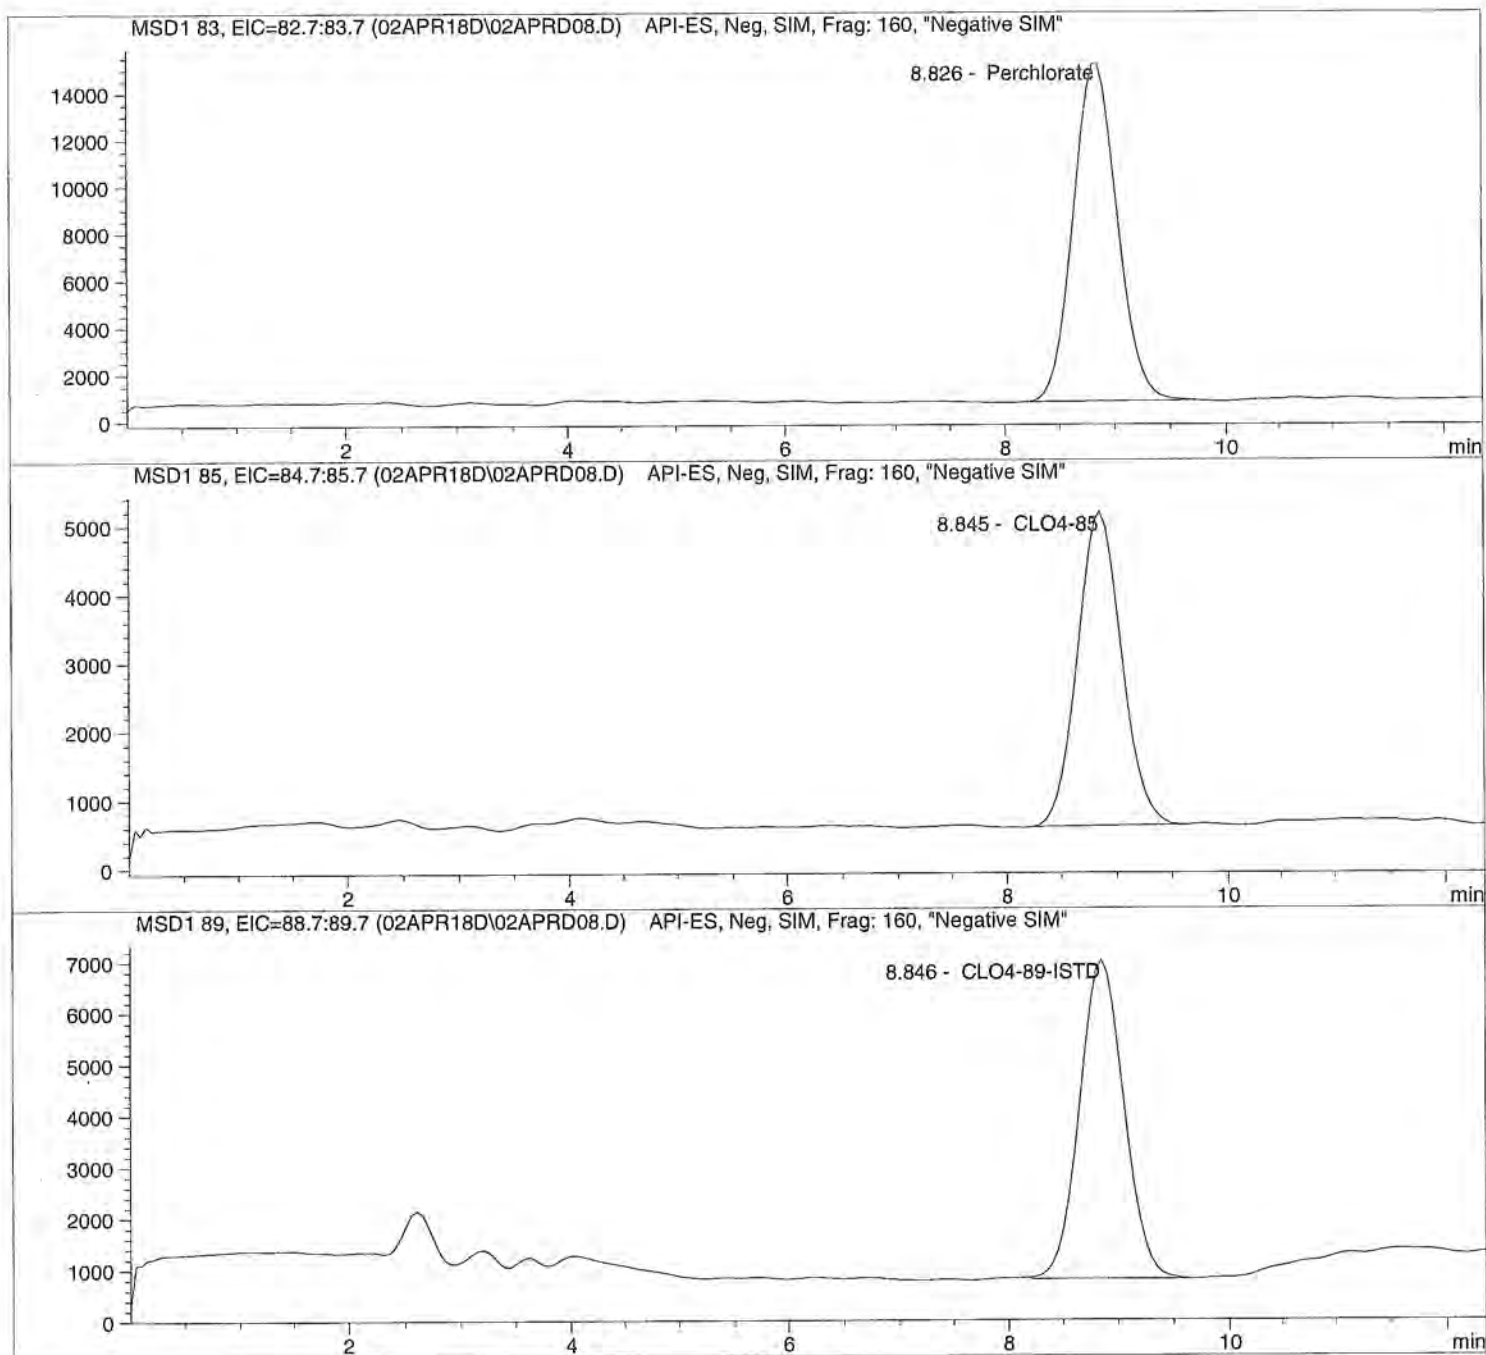 MSD1 83, EIC=82.7:83.7 (02APR18D\02APRD08.D) API-ES, Neg, SIM, Frag: 160, "Negative SIM"
8.826 - Perchlorate
14000
12000
10000
8000
6000
4000
2000
0
2 4 6 8 10 min
MSD1 85, EIC=84.7:85.7 (02APR18D\02APRD08.D) API-ES, Neg, SIM, Frag: 160, "Negative SIM"
8.845 - CLO4-85
5000
4000
3000
2000
1000
0
2 4 6 8 10 min
MSD1 89, EIC=88.7:89.7 (02APR18D\02APRD08.D) API-ES, Neg, SIM, Frag: 160, "Negative SIM"
8.846 - CLO4-89-ISTD
7000
6000
5000
4000
3000
2000
1000
0
2 4 6 8 10 min